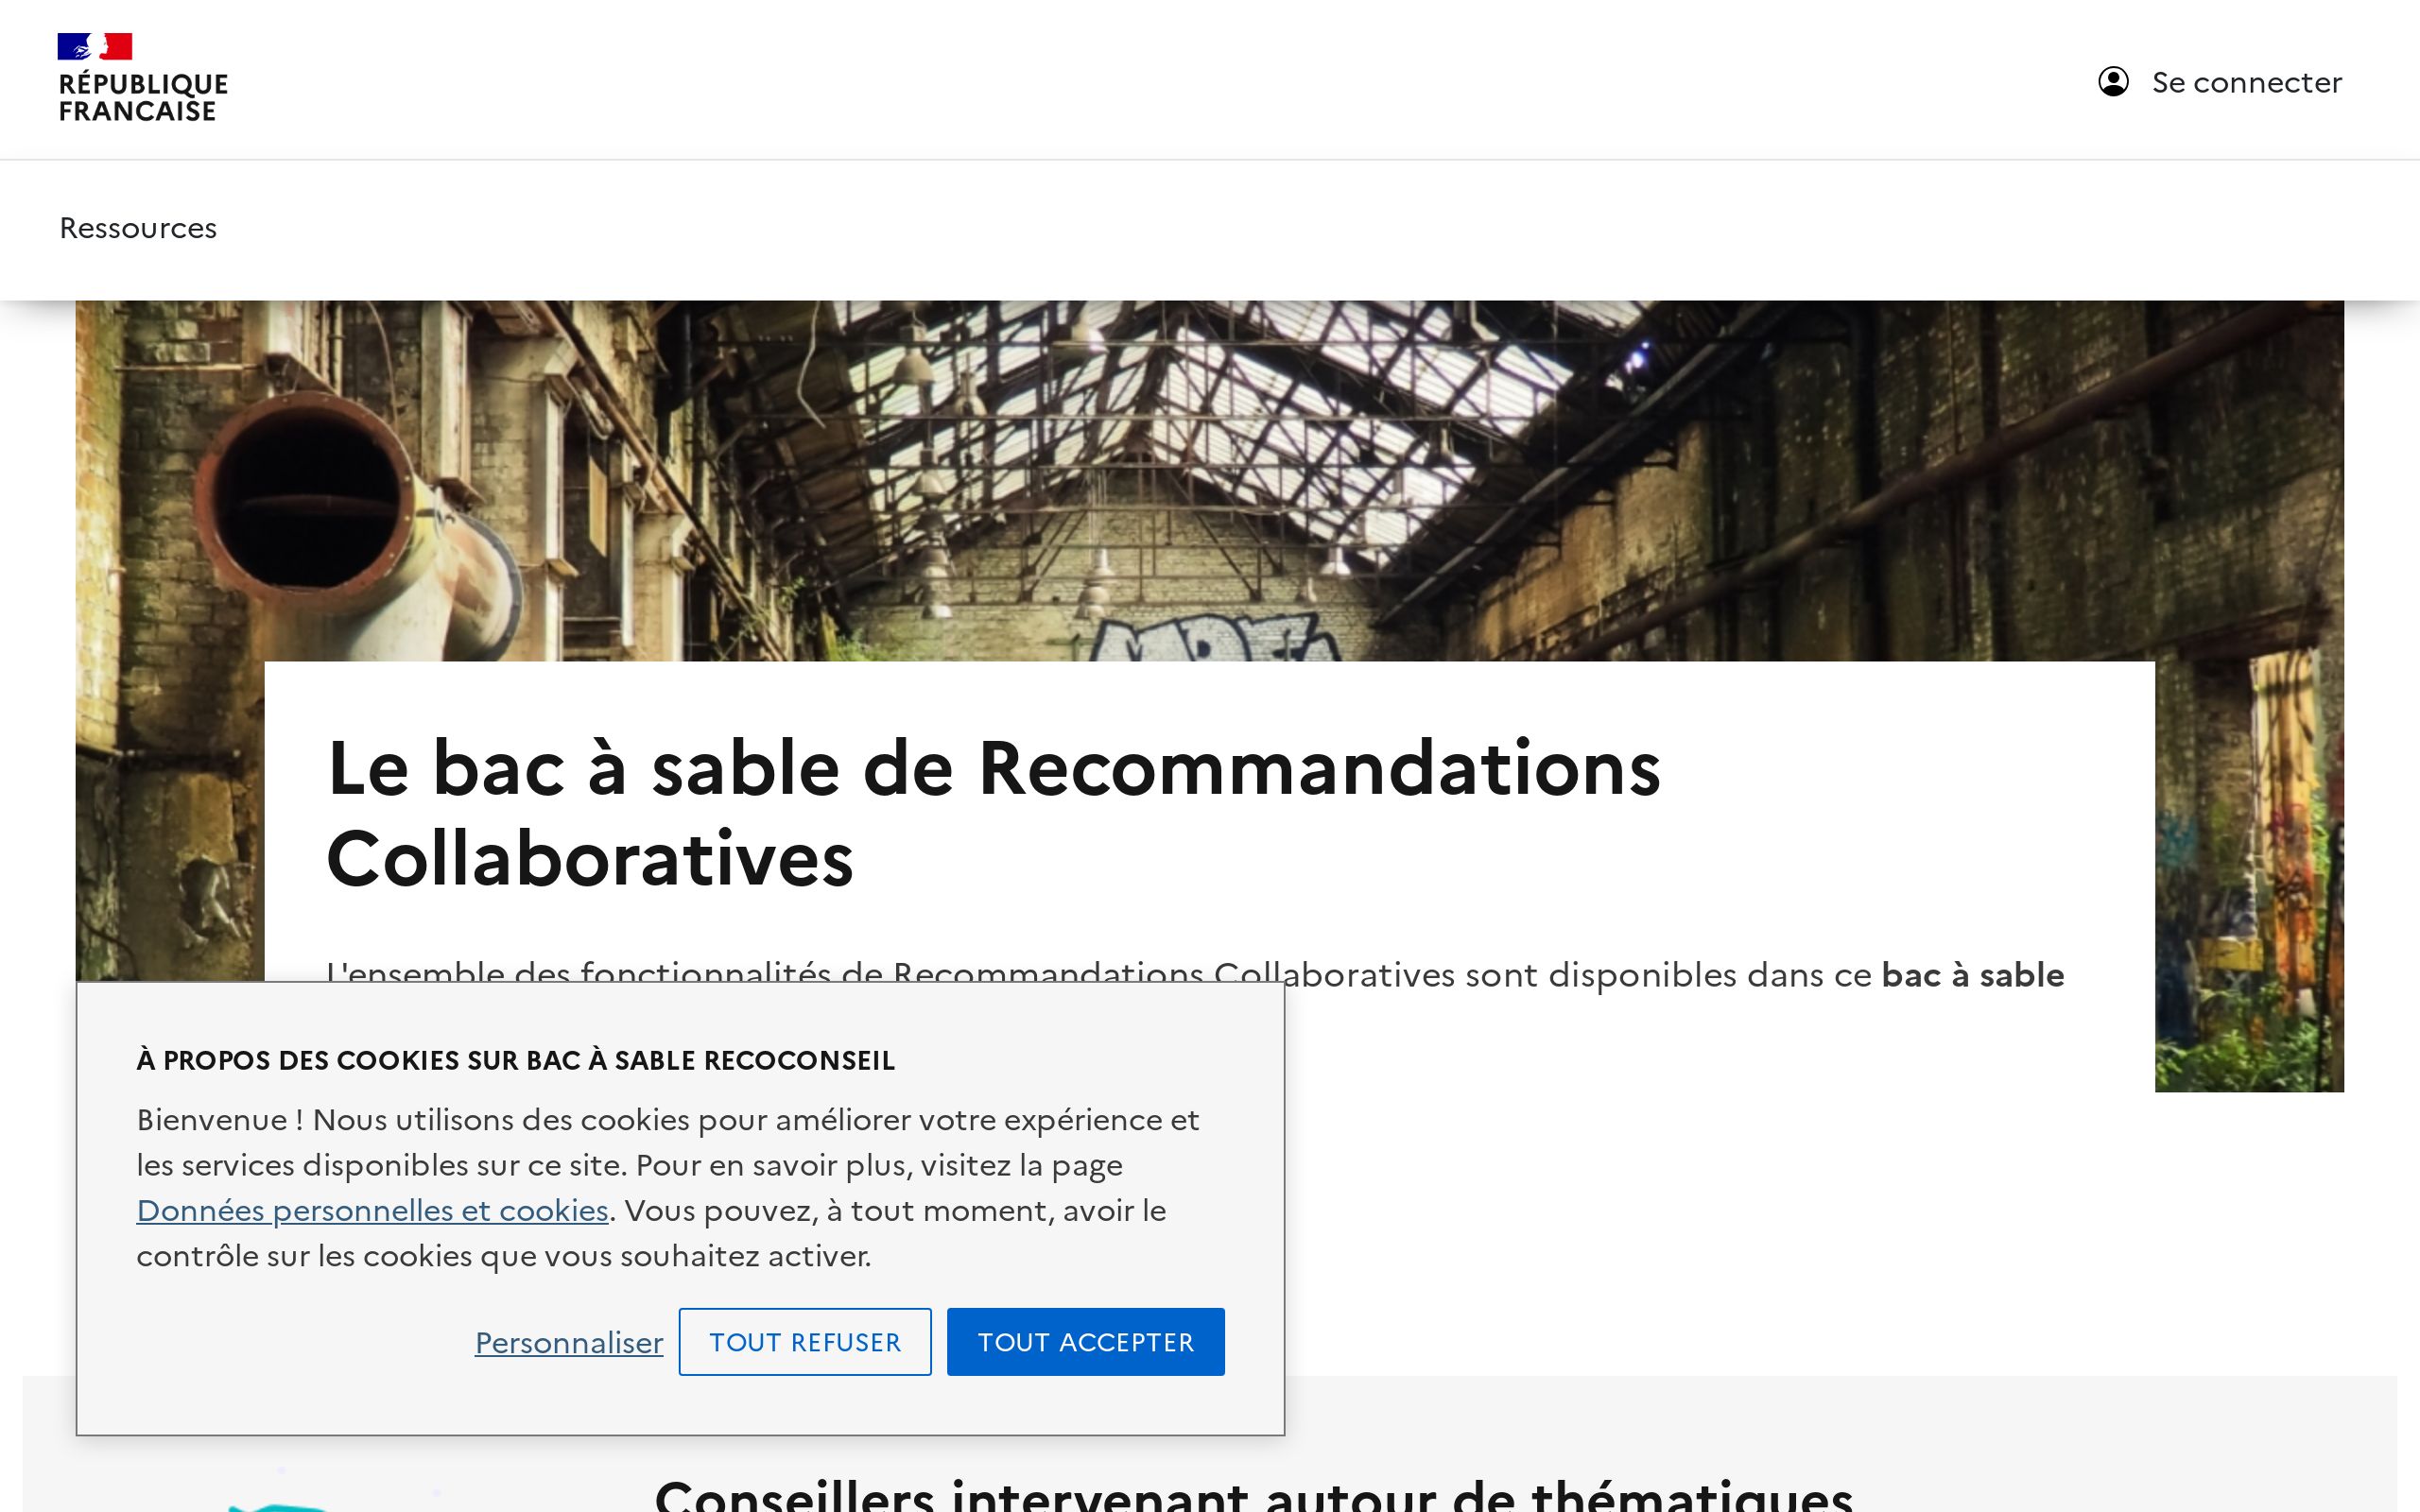 RÉPUBLIQUE
FRANCAISE
Se connecter
Ressources
Le bac à sable de Recommandations
Collaboratives
L'ensemble des fonctionnalités de Recommandations Collaboratives sont disponibles dans ce bac à sable
À PROPOS DES COOKIES SUR BAC À SABLE RECOCONSEIL
Bienvenue ! Nous utilisons des cookies pour améliorer votre expérience et
les services disponibles sur ce site. Pour en savoir plus, visitez la page
Données personnelles et cookies. Vous pouvez, à tout moment, avoir le
contrôle sur les cookies que vous souhaitez activer.
Personnaliser
TOUT REFUSER
TOUT ACCEPTER
Conseillers intervenant autour de thématiques